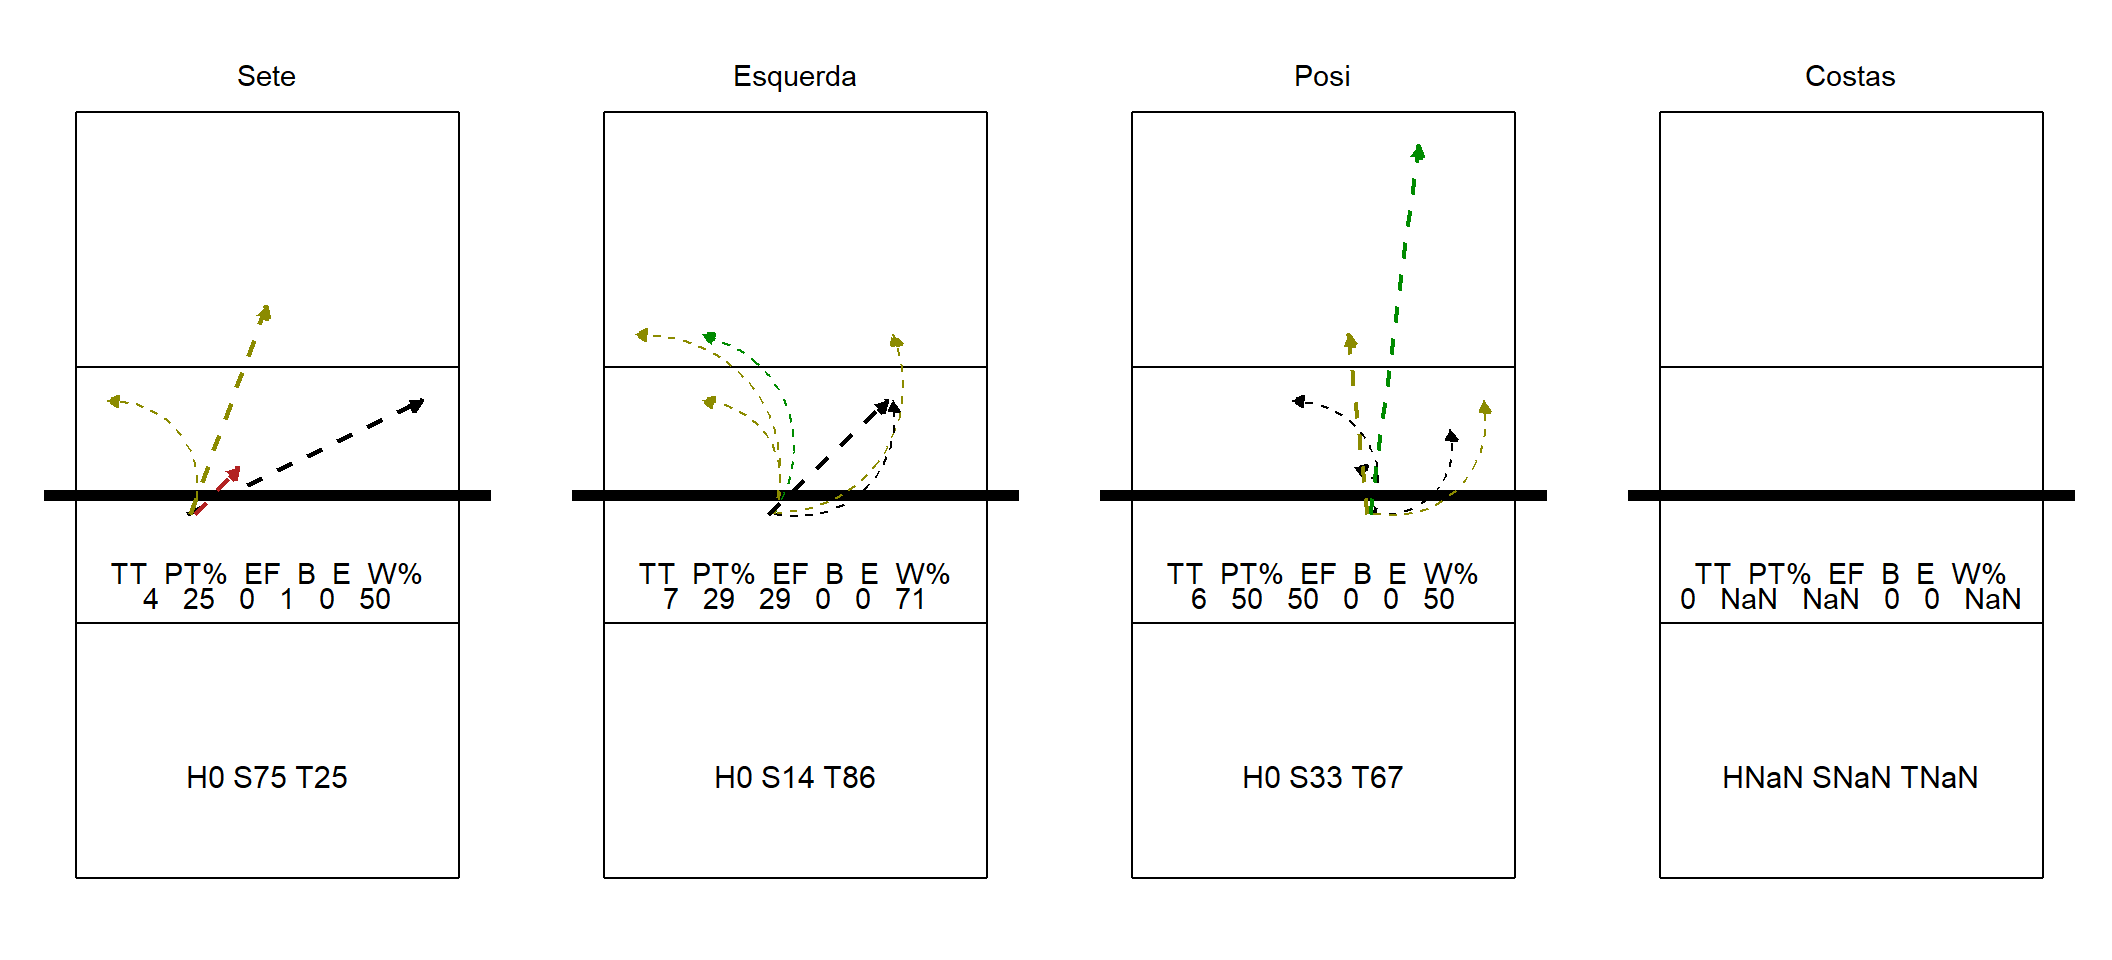 Sete
TT PT% EF B E W%
4 25 0 1 0 50
H0 S75 T25
Esquerda
TT PT% EF B E W%
7 29 29 0 0 71
H0 S14 T86
Posi
TT PT% EF B E W%
6 50 50 0 0 50
H0 S33 T67
Costas
TT PT% EF B E W%
0 NaN NaN 0 0 NaN
HNaN SNaN TNaN